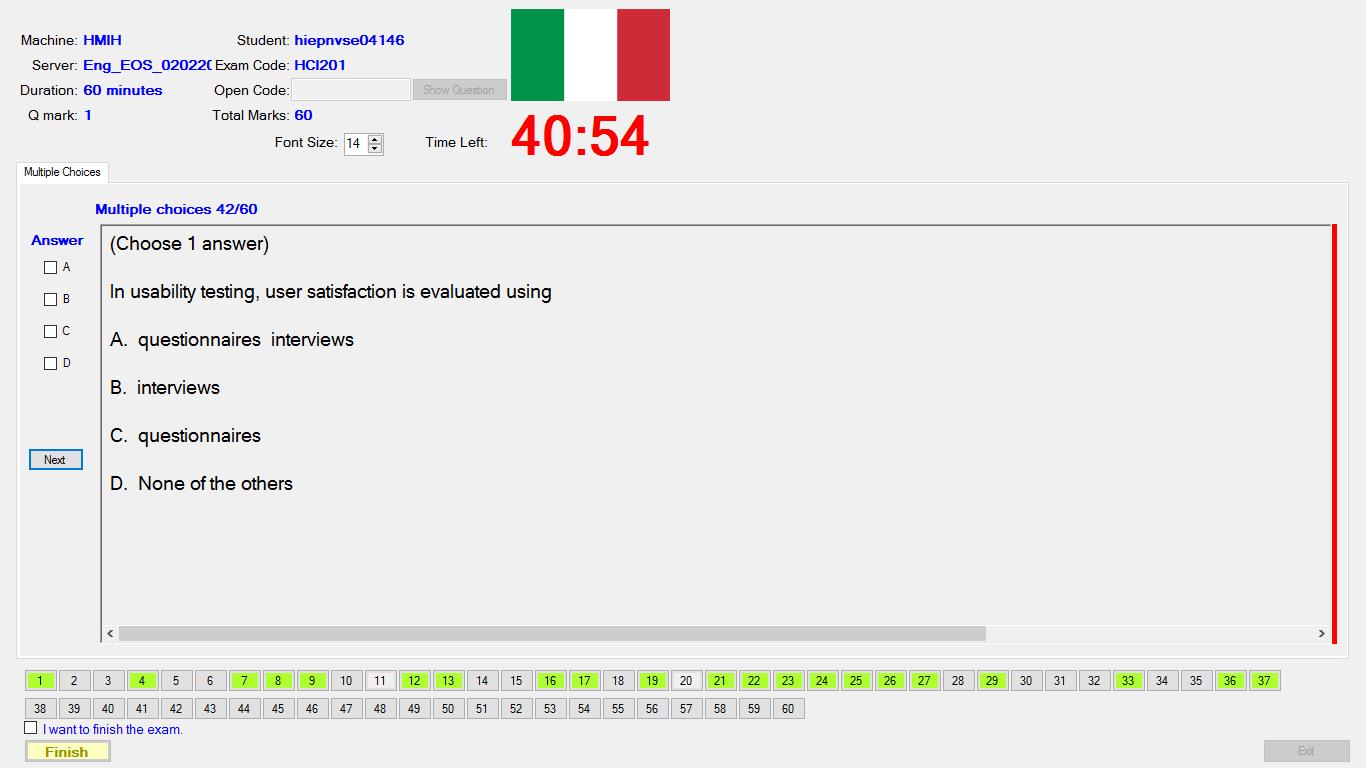 Machine: HMIH Student: hiepnvse04146
Server: Eng_EOS_020220 Exam Code: HCI201
Duration: 60 minutes Open Code: Show Question
Q mark: 1 Total Marks: 60
Font Size: 14 Time Left: 40:54
Multiple Choices
Multiple choices 42/60
Answer
A
B
C
D
Next
(Choose 1 answer)
In usability testing, user satisfaction is evaluated using
A. questionnaires interviews
B. interviews
C. questionnaires
D. None of the others
1 2 3 4 5 6 7 8 9 10 11 12 13 14 15 16 17 18 19 20 21 22 23 24 25 26 27 28 29 30 31 32 33 34 35 36 37
38 39 40 41 42 43 44 45 46 47 48 49 50 51 52 53 54 55 56 57 58 59 60
I want to finish the exam.
Finish Exit